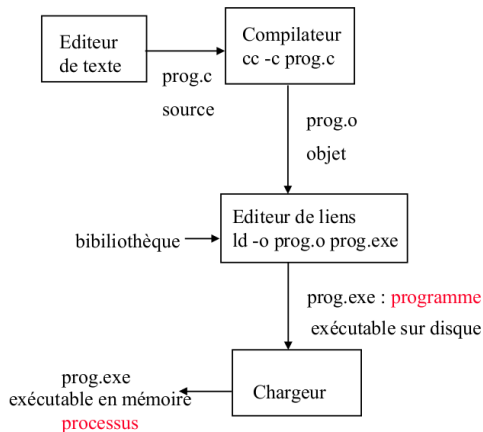 Editeur
de texte
prog.c
source
Compilateur
cc -c prog.c
prog.o
objet
bibiliothèque
Editeur de liens
ld -o prog.o prog.exe
prog.exe : programme
exécutable sur disque
Chargeur
prog.exe
exécutable en mémoire
processus